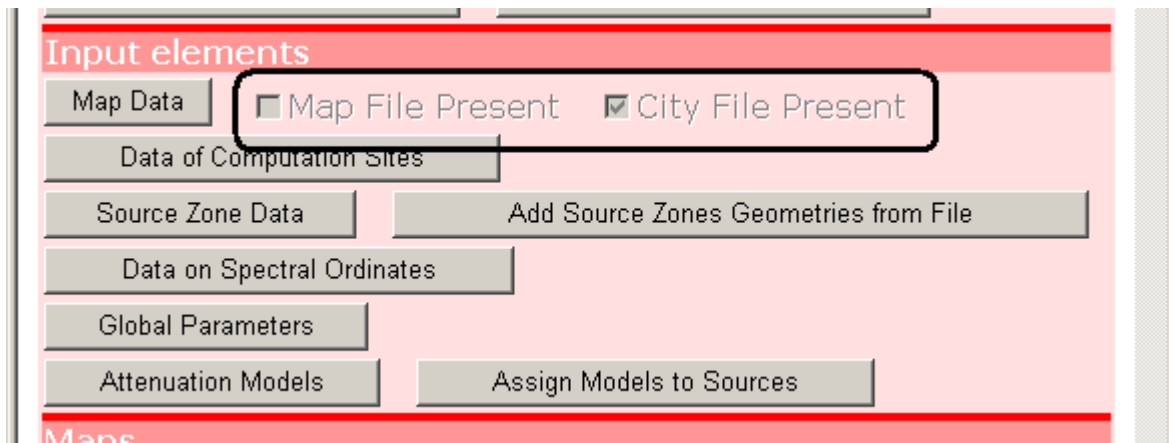 Input elements
Map Data Map File Present City File Present
Data of Computation Sites
Source Zone Data Add Source Zones Geometries from File
Data on Spectral Ordinates
Global Parameters
Attenuation Models Assign Models to Sources
Maps